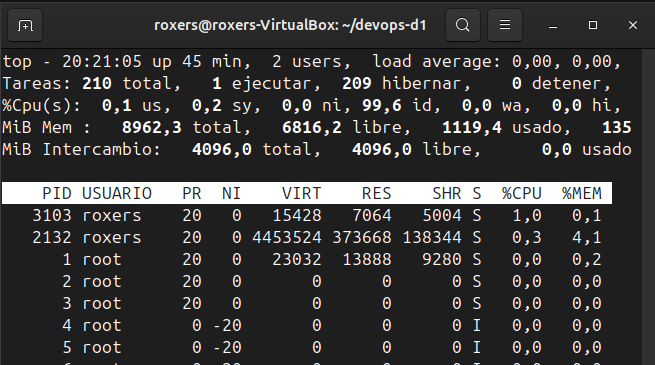 roxers@roxers-VirtualBox: ~/devops-d1
top - 20:21:05 up 45 min,  2 users,  load average: 0,00, 0,00,
Tareas: 210 total,   1 ejecutar, 209 hibernar,    0 detener,
%Cpu(s):  0,1 us,  0,2 sy,  0,0 ni, 99,6 id,  0,0 wa,  0,0 hi,
MiB Mem :   8962,3 total,   6816,2 libre,   1119,4 usado,   135
MiB Intercambio:   4096,0 total,   4096,0 libre,      0,0 usado
PID USUARIO   PR  NI    VIRT    RES    SHR S  %CPU  %MEM
3103 roxers    20   0   15428   7064   5004 S   1,0   0,1
2132 roxers    20   0 4453524 373668 138344 S   0,3   4,1
1 root      20   0   23032  13888   9280 S   0,0   0,2
2 root      20   0       0      0      0 S   0,0   0,0
3 root      20   0       0      0      0 S   0,0   0,0
4 root       0 -20       0      0      0 I   0,0   0,0
5 root       0 -20       0      0      0 I   0,0   0,0